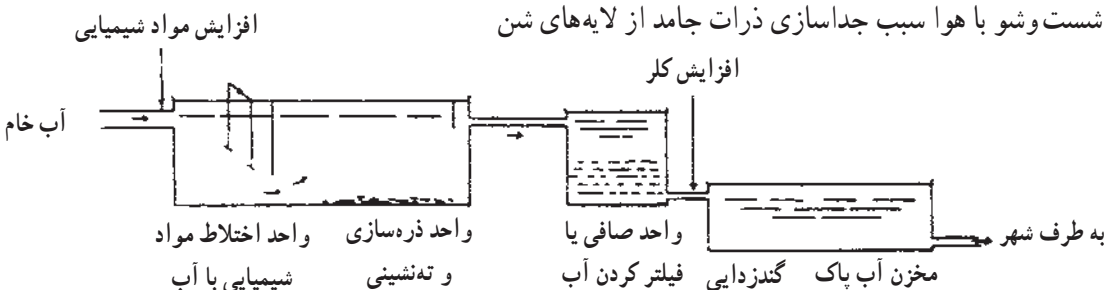 شست‌وشو با هوا سبب جداسازی ذرات جامد از لایه‌های شن
افزایش مواد شیمیایی
افزایش کلر
آب خام
واحد اختلاط مواد
شیمیایی با آب
واحد ذره‌سازی
و ته‌نشینی
واحد صافی یا
فیلتر کردن آب
گندزدایی
مخزن آب پاک
به طرف شهر